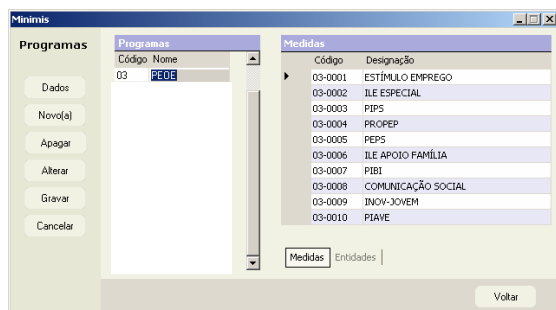 Minimis
Programas
Dados
Novo(a)
Apagar
Alterar
Gravar
Cancelar
Programas
Código Nome
03 PEOE
Medidas
Código Designação
03-0001 ESTÍMULO EMPREGO
03-0002 ILE ESPECIAL
03-0003 PIPS
03-0004 PROPEP
03-0005 PEPS
03-0006 ILE APOIO FAMÍLIA
03-0007 PIBI
03-0008 COMUNICAÇÃO SOCIAL
03-0009 INOV-JOVEM
03-0010 PIAVE
Medidas Entidades
Voltar